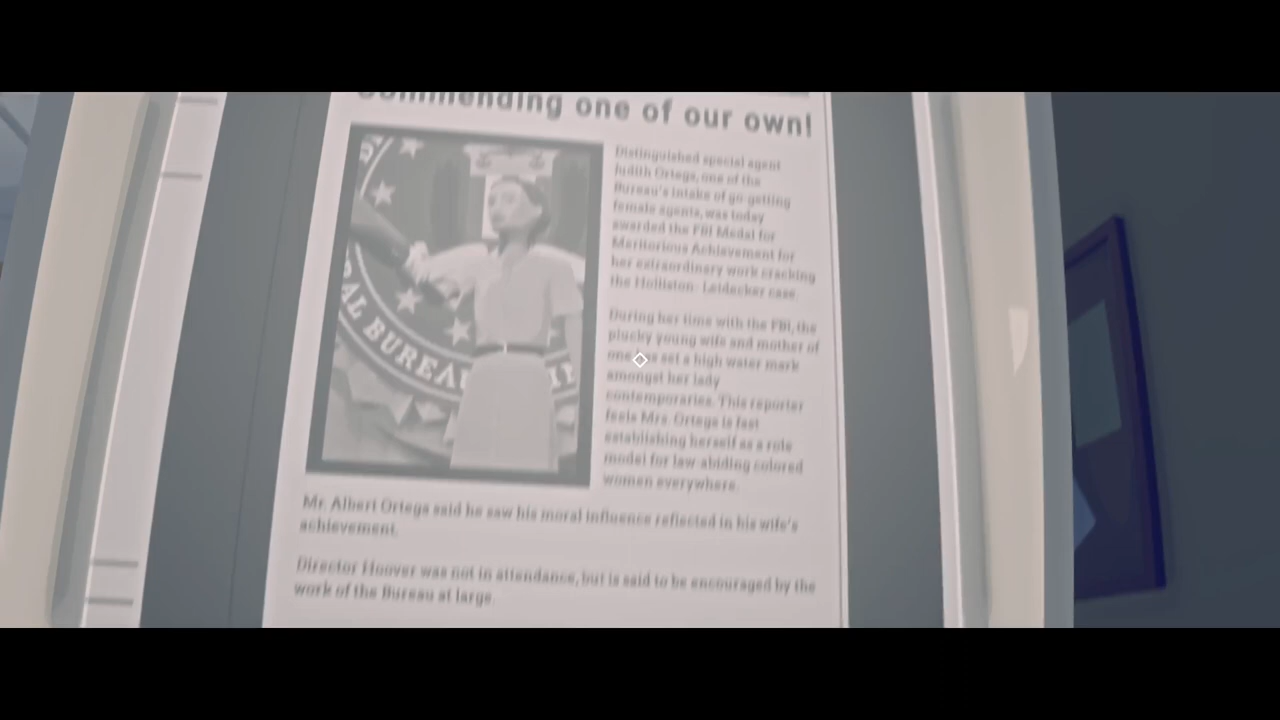 Commending one of our own!
Distinguished special agent
Judith Ortega, one of the
Bureau's intake of go-getting
female agents, was today
awarded the FBI Medal for
Meritorious Achievement for
her extraordinary work cracking
the Holliston- Leidecker case.
During her time with the FBI, the
plucky young wife and mother of
one has set a high water mark
amongst her lady
contemporaries. This reporter
feels Mrs. Ortega is fast
establishing herself as a role
model for law-abiding colored
women everywhere.
RAL BUREAU
Mr. Albert Ortega said he saw his moral influence reflected in his wife's
achievement.
Director Hoover was not in attendance, but is said to be encouraged by the
work of the Bureau at large.